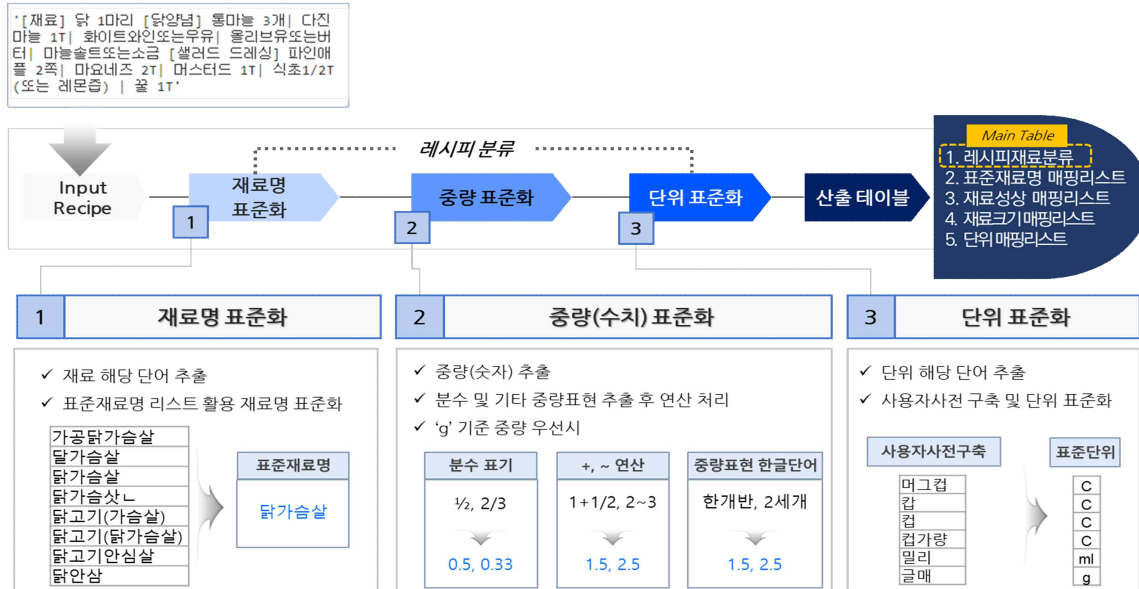 '[재료] 닭 1마리 [닭양념] 통마늘 3개| 다진
마늘 1T| 화이트와인또는우유| 올리브유또는버
터| 마늘솔트또는소금 [샐러드 드레싱] 파인애
플 2쪽| 마요네즈 2T| 머스터드 1T| 식초1/2T
(또는 레몬즙) | 꿀 1T'
레시피 분류
Input
Recipe
재료명
표준화
1
중량 표준화
2
단위 표준화
3
산출 테이블
Main Table
1. 레시피재료분류
2. 표준재료명 매핑리스트
3. 재료성상 매핑리스트
4. 재료크기매핑리스트
5. 단위매핑리스트
1 재료명 표준화
✓ 재료 해당 단어 추출
✓ 표준재료명 리스트 활용 재료명 표준화
가공닭가슴살
달가슴살
닭가슴살
닭가슴삿ㄴ
닭고기(가슴살)
닭고기(닭가슴살)
닭고기안심살
닭안삼
표준재료명
닭가슴살
2 중량(수치) 표준화
✓ 중량(숫자) 추출
✓ 분수 및 기타 중량표현 추출 후 연산 처리
✓ ‘g’ 기준 중량 우선시
분수 표기
½, 2/3
0.5, 0.33
+, ~ 연산
1+1/2, 2~3
1.5, 2.5
중량표현 한글단어
한개반, 2세개
1.5, 2.5
3 단위 표준화
✓ 단위 해당 단어 추출
✓ 사용자사전 구축 및 단위 표준화
사용자사전구축
머그컵
캅
컵
컵가량
밀리
글매
표준단위
C
C
C
C
ml
g